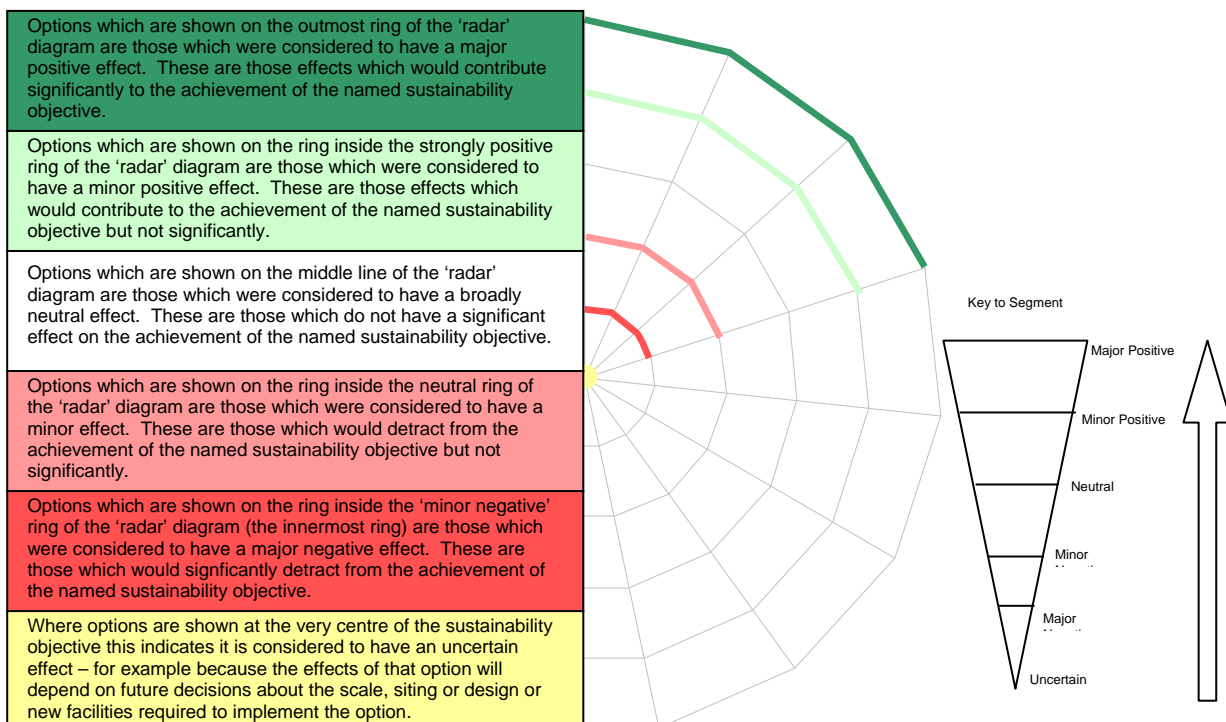 Options which are shown on the outmost ring of the ‘radar’
diagram are those which were considered to have a major
positive effect.  These are those effects which would contribute
significantly to the achievement of the named sustainability
objective.
Options which are shown on the ring inside the strongly positive
ring of the ‘radar’ diagram are those which were considered to
have a minor positive effect.  These are those effects which
would contribute to the achievement of the named sustainability
objective but not significantly.
Options which are shown on the middle line of the ‘radar’
diagram are those which were considered to have a broadly
neutral effect.  These are those which do not have a significant
effect on the achievement of the named sustainability objective.
Options which are shown on the ring inside the neutral ring of
the ‘radar’ diagram are those which were considered to have a
minor effect.  These are those which would detract from the
achievement of the named sustainability objective but not
significantly.
Options which are shown on the ring inside the ‘minor negative’
ring of the ‘radar’ diagram (the innermost ring) are those which
were considered to have a major negative effect.  These are
those which would signficantly detract from the achievement of
the named sustainability objective.
Where options are shown at the very centre of the sustainability
objective this indicates it is considered to have an uncertain
effect – for example because the effects of that option will
depend on future decisions about the scale, siting or design or
new facilities required to implement the option.
Key to Segment
Major Positive
Minor Positive
Neutral
Minor
Major
Uncertain